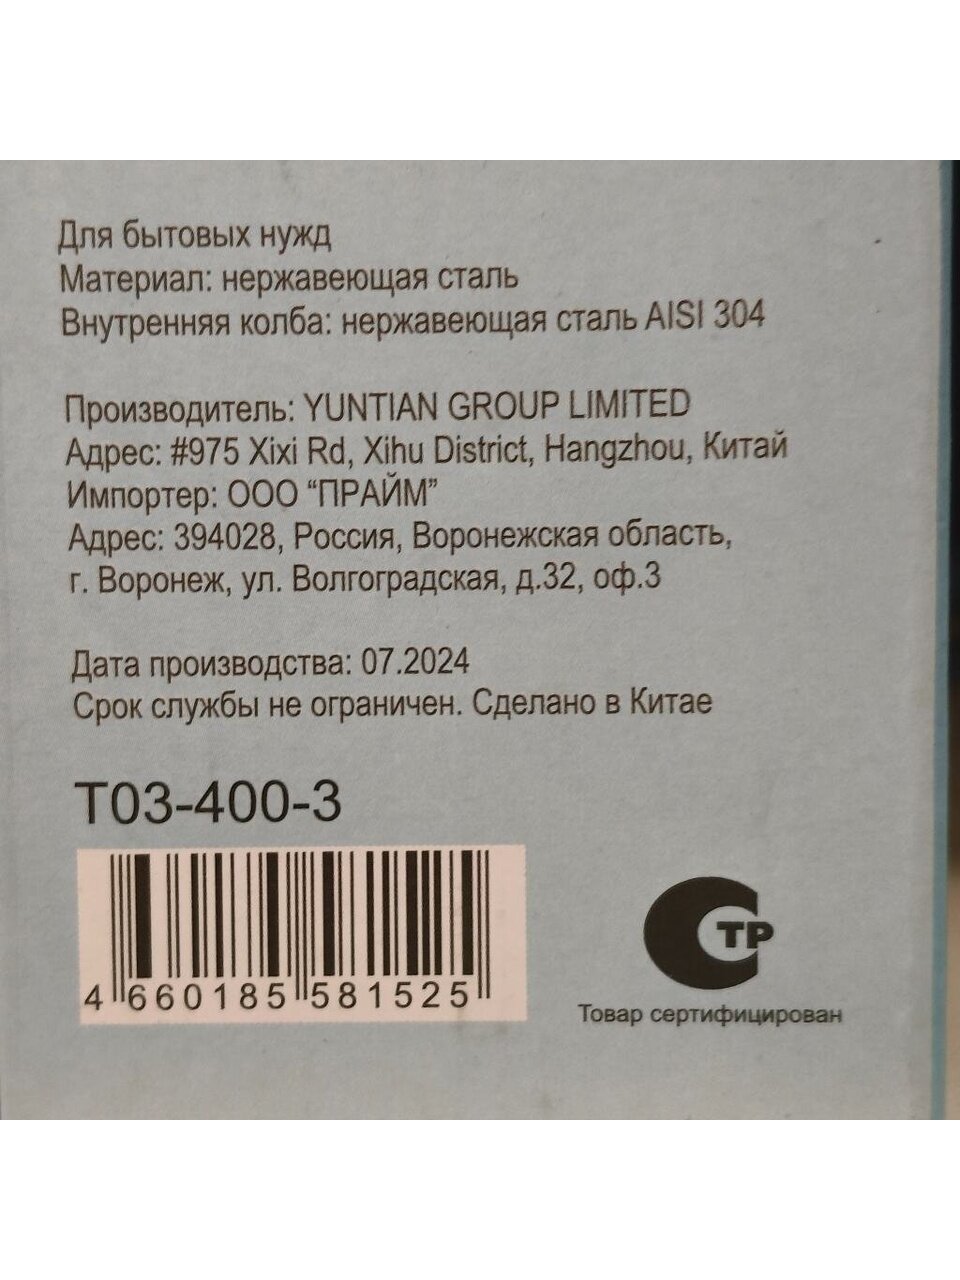 Для бытовых нужд
Материал: нержавеющая сталь
Внутренняя колба: нержавеющая сталь AISI 304
Производитель: YUNTIAN GROUP LIMITED
Адрес: #975 Xixi Rd, Xihu District, Hangzhou, Китай
Импортер: ООО “ПРАЙМ”
Адрес: 394028, Россия, Воронежская область,
г. Воронеж, ул. Волгоградская, д.32, оф.3
Дата производства: 07.2024
Срок службы не ограничен. Сделано в Китае
T03-400-3
4 660185 581525
СТР
Товар сертифицирован